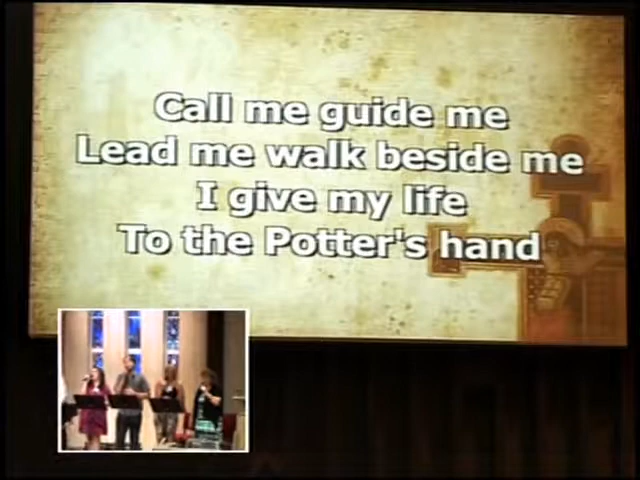 Call me guide me
Lead me walk beside me
I give my life
To the Potter's hand